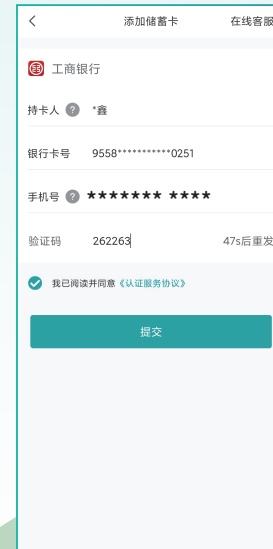 添加储蓄卡 在线客服
工商银行
持卡人 ? *鑫
银行卡号 9558***********0251
手机号 ? ******* ****
验证码 262263 47s后重发
我已阅读并同意《认证服务协议》
提交